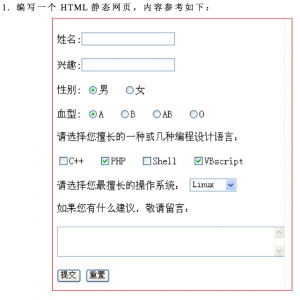 1. 编写一个 HTML 静态网页，内容参考如下：
姓名:
兴趣:
性别: 男 女
血型: A B AB O
请选择您擅长的一种或几种编程设计语言:
C++ PHP Shell VBscript
请选择您最擅长的操作系统: Linux
如果您有什么建议，敬请留言:
提交 重置